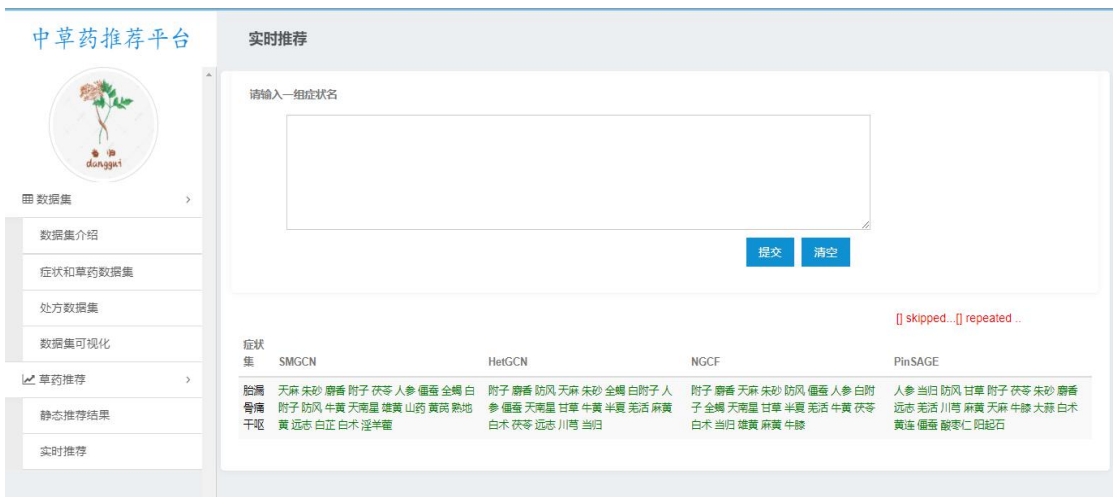 中草药推荐平台
danggui
数据集
数据集介绍
症状和草药数据集
处方数据集
数据集可视化
草药推荐
静态推荐结果
实时推荐
实时推荐
请输入一组症状名
提交
清空
[] skipped...[] repeated ..
症状
集
SMGCN
HetGCN
NGCF
PinSAGE
胎漏
骨痛
干呕
天麻 朱砂 麝香 附子 茯苓 人参 僵蚕 全蝎 白
附子 防风 牛黄 天南星 雄黄 山药 黄芪 熟地
黄 远志 白芷 白术 淫羊藿
附子 麝香 防风 天麻 朱砂 全蝎 白附子 人
参 僵蚕 天南星 甘草 牛黄 半夏 羌活 麻黄
白术 茯苓 远志 川芎 当归
附子 麝香 天麻 朱砂 防风 僵蚕 人参 白附
子 全蝎 天南星 甘草 半夏 羌活 牛黄 茯苓
白术 当归 雄黄 麻黄 牛膝
人参 当归 防风 甘草 附子 茯苓 朱砂 麝香
远志 羌活 川芎 麻黄 天麻 牛膝 大蒜 白术
黄连 僵蚕 酸枣仁 阳起石